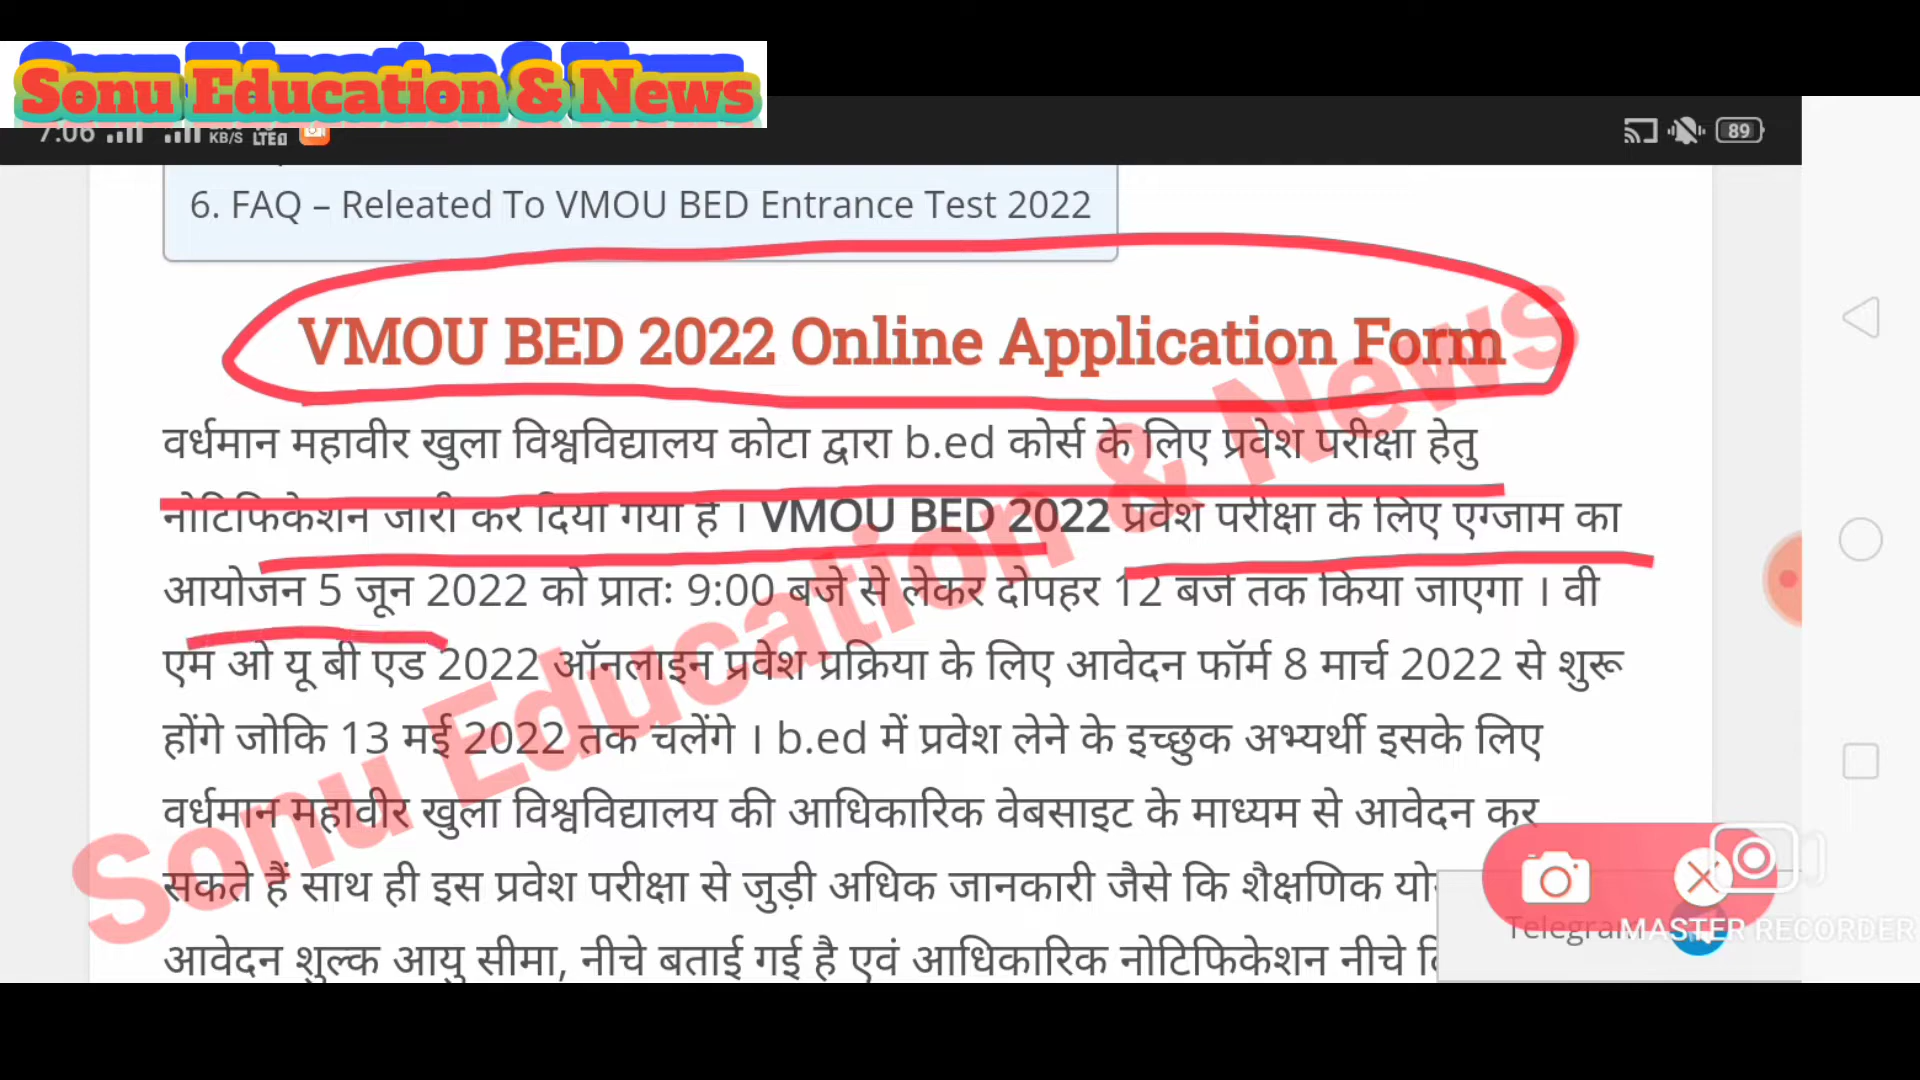 Sonu Education & News
7:06 KB/S LTE 89
6. FAQ – Releated To VMOU BED Entrance Test 2022
VMOU BED 2022 Online Application Form
वर्धमान महावीर खुला विश्वविद्यालय कोटा द्वारा b.ed कोर्स के लिए प्रवेश परीक्षा हेतु
नोटिफिकेशन जारी कर दिया गया है । VMOU BED 2022 प्रवेश परीक्षा के लिए एग्जाम का
आयोजन 5 जून 2022 को प्रातः 9:00 बजे से लेकर दोपहर 12 बजे तक किया जाएगा । वी
एम ओ यू बी एड 2022 ऑनलाइन प्रवेश प्रक्रिया के लिए आवेदन फॉर्म 8 मार्च 2022 से शुरू
होंगे जोकि 13 मई 2022 तक चलेंगे । b.ed में प्रवेश लेने के इच्छुक अभ्यर्थी इसके लिए
वर्धमान महावीर खुला विश्वविद्यालय की आधिकारिक वेबसाइट के माध्यम से आवेदन कर
सकते हैं साथ ही इस प्रवेश परीक्षा से जुड़ी अधिक जानकारी जैसे कि शैक्षणिक
आवेदन शुल्क आयु सीमा, नीचे बताई गई है एवं आधिकारिक नोटिफिकेशन नीचे
Sonu Education & News
Telegram
MASTER RECORDER